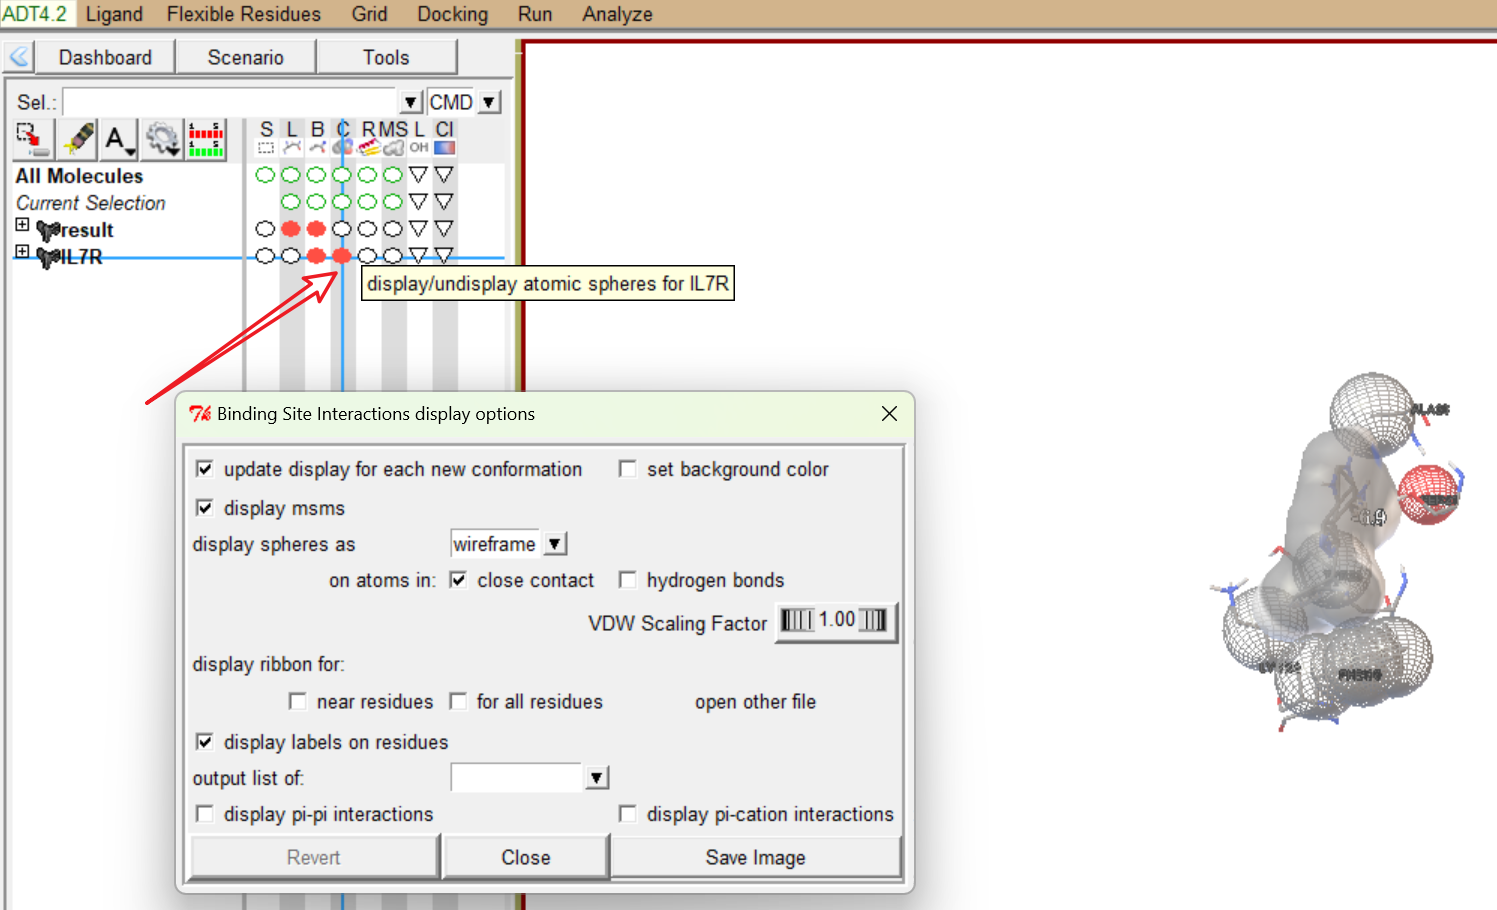 ADT4.2 Ligand Flexible Residues Grid Docking Run Analyze
Dashboard Scenario Tools
Sel.: CMD
S L B C R MS L Cl
A OH
All Molecules
Current Selection
result
IL7R
display/undisplay atomic spheres for IL7R
Binding Site Interactions display options
update display for each new conformation set background color
display msms
display spheres as wireframe
on atoms in: close contact hydrogen bonds
VDW Scaling Factor 1.00
display ribbon for:
near residues for all residues open other file
display labels on residues
output list of:
display pi-pi interactions display pi-cation interactions
Revert Close Save Image